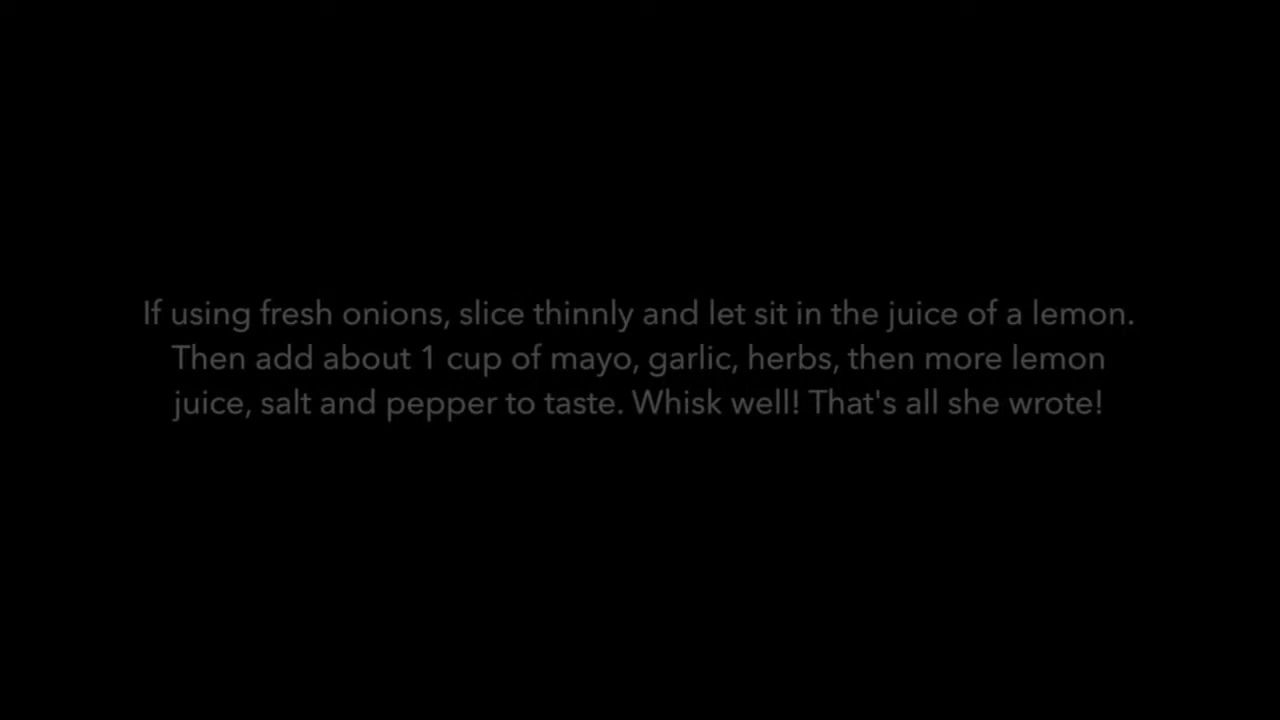 If using fresh onions, slice thinnly and let sit in the juice of a lemon.
Then add about 1 cup of mayo, garlic, herbs, then more lemon
juice, salt and pepper to taste. Whisk well! That's all she wrote!